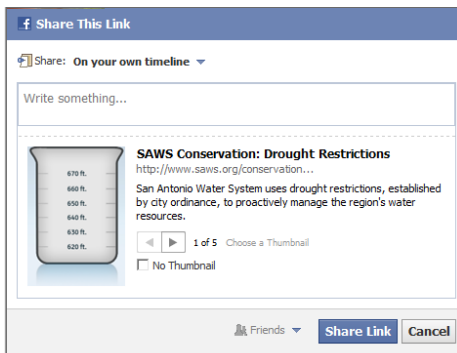 f Share This Link
Share: On your own timeline
Write something...
670 ft.
660 ft.
650 ft.
640 ft.
630 ft.
620 ft.
SAWS Conservation: Drought Restrictions
http://www.saws.org/conservation...
San Antonio Water System uses drought restrictions, established
by city ordinance, to proactively manage the region's water
resources.
1 of 5 Choose a Thumbnail
No Thumbnail
Friends Share Link Cancel